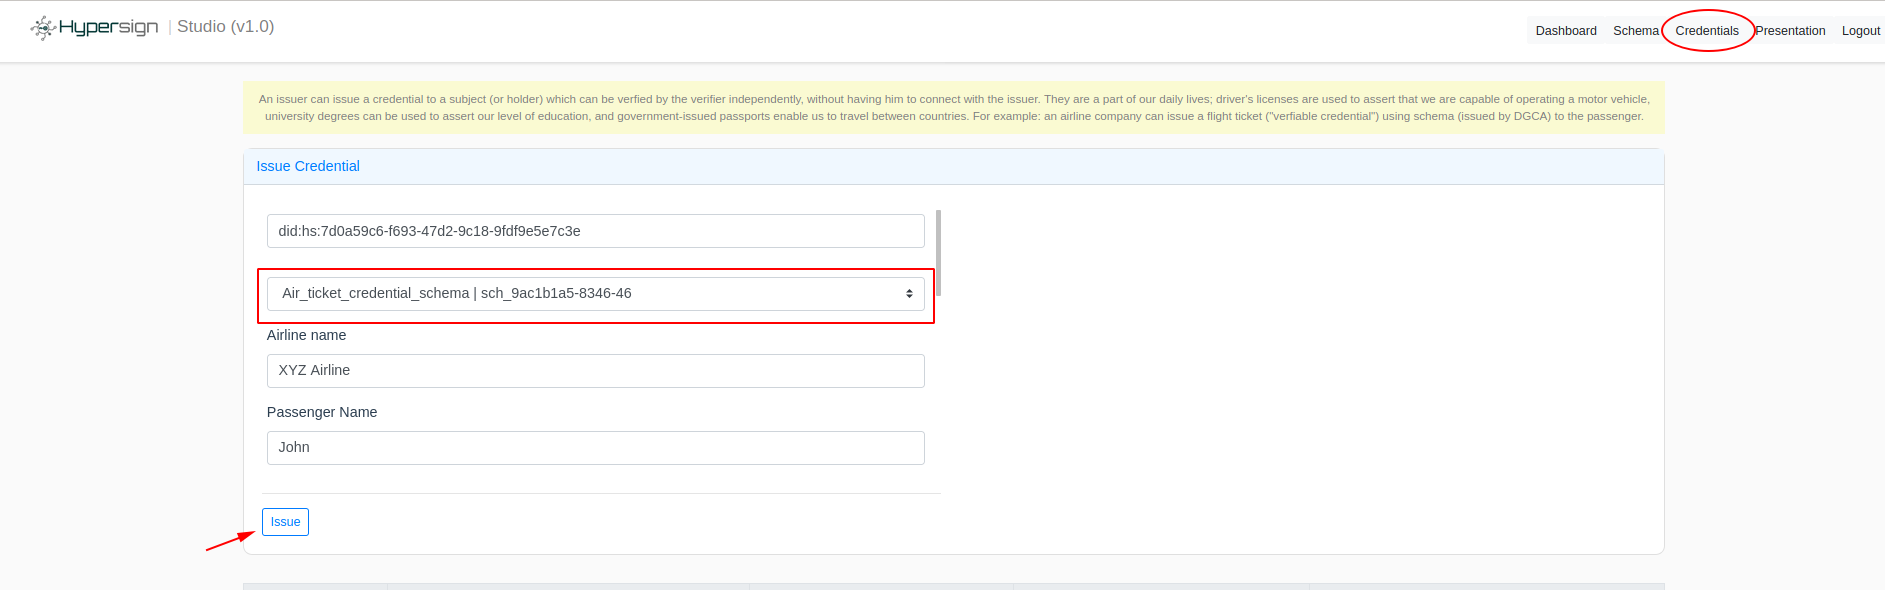 Hypersign | Studio (v1.0)
Dashboard Schema Credentials Presentation Logout
An issuer can issue a credential to a subject (or holder) which can be verfied by the verifier independently, without having him to connect with the issuer. They are a part of our daily lives; driver's licenses are used to assert that we are capable of operating a motor vehicle,
university degrees can be used to assert our level of education, and government-issued passports enable us to travel between countries. For example: an airline company can issue a flight ticket ("verfiable credential") using schema (issued by DGCA) to the passenger.
Issue Credential
did:hs:7d0a59c6-f693-47d2-9c18-9fdf9e5e7c3e
Air_ticket_credential_schema | sch_9ac1b1a5-8346-46
Airline name
XYZ Airline
Passenger Name
John
Issue